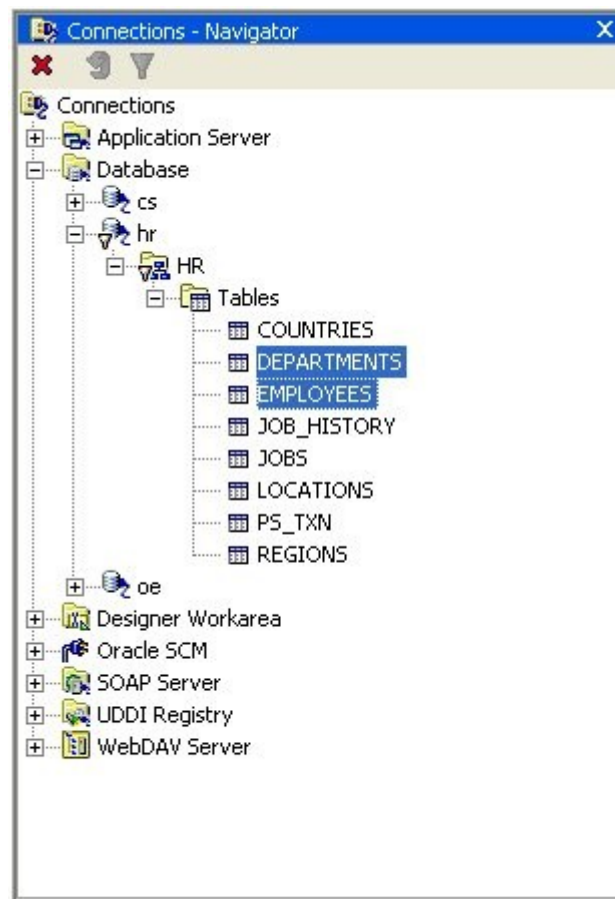 Connections - Navigator
Connections
Application Server
Database
cs
hr
HR
Tables
COUNTRIES
DEPARTMENTS
EMPLOYEES
JOB_HISTORY
JOBS
LOCATIONS
PS_TXN
REGIONS
oe
Designer Workarea
Oracle SCM
SOAP Server
UDDI Registry
WebDAV Server